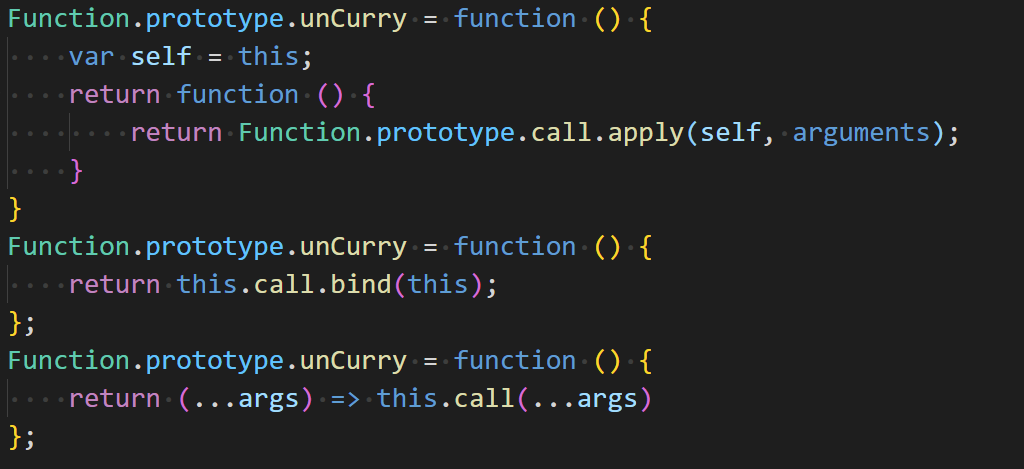 Function.prototype.unCurry = function () {
    var self = this;
    return function () {
        return Function.prototype.call.apply(self, arguments);
    }
}
Function.prototype.unCurry = function () {
    return this.call.bind(this);
};
Function.prototype.unCurry = function () {
    return (...args) => this.call(...args)
};